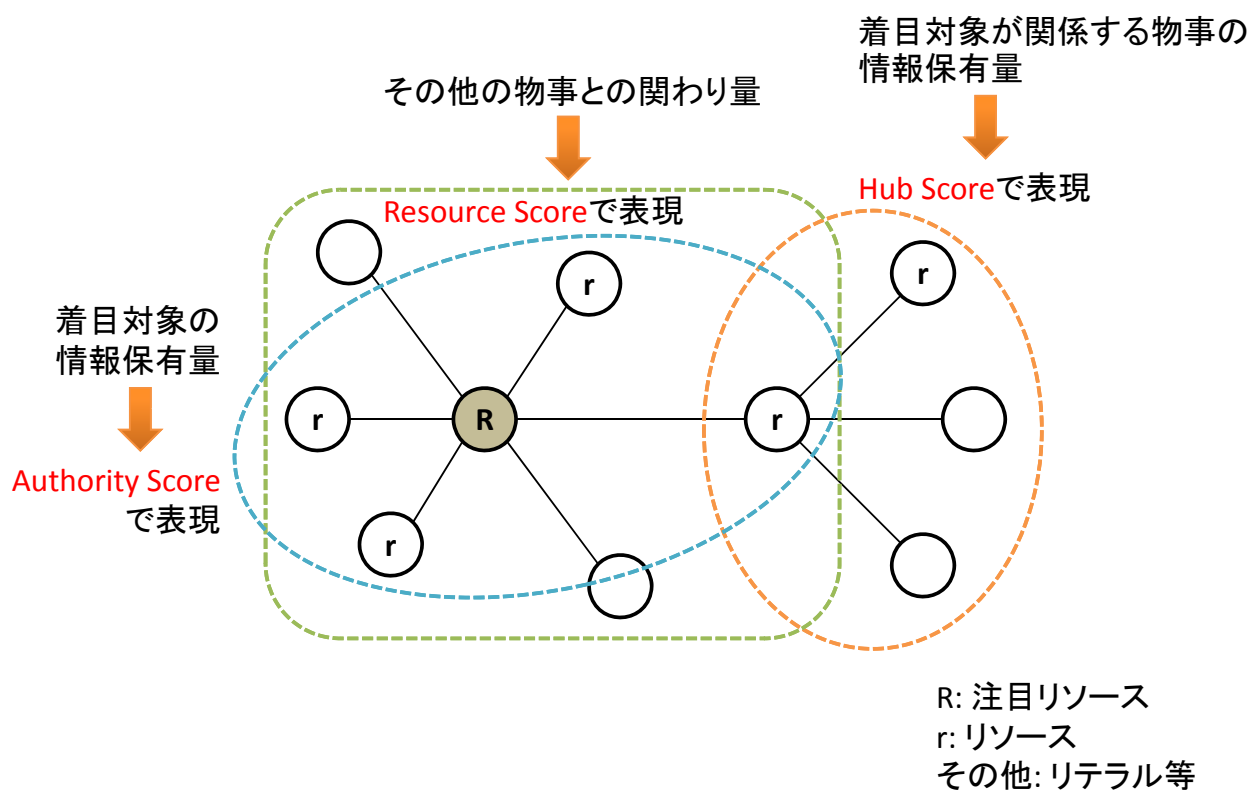 着目対象が関係する物事の
情報保有量
その他の物事との関わり量
Hub Scoreで表現
Resource Scoreで表現
r
r
着目対象の
情報保有量
r
R
r
Authority Score
で表現
r
R: 注目リソース
r: リソース
その他: リテラル等